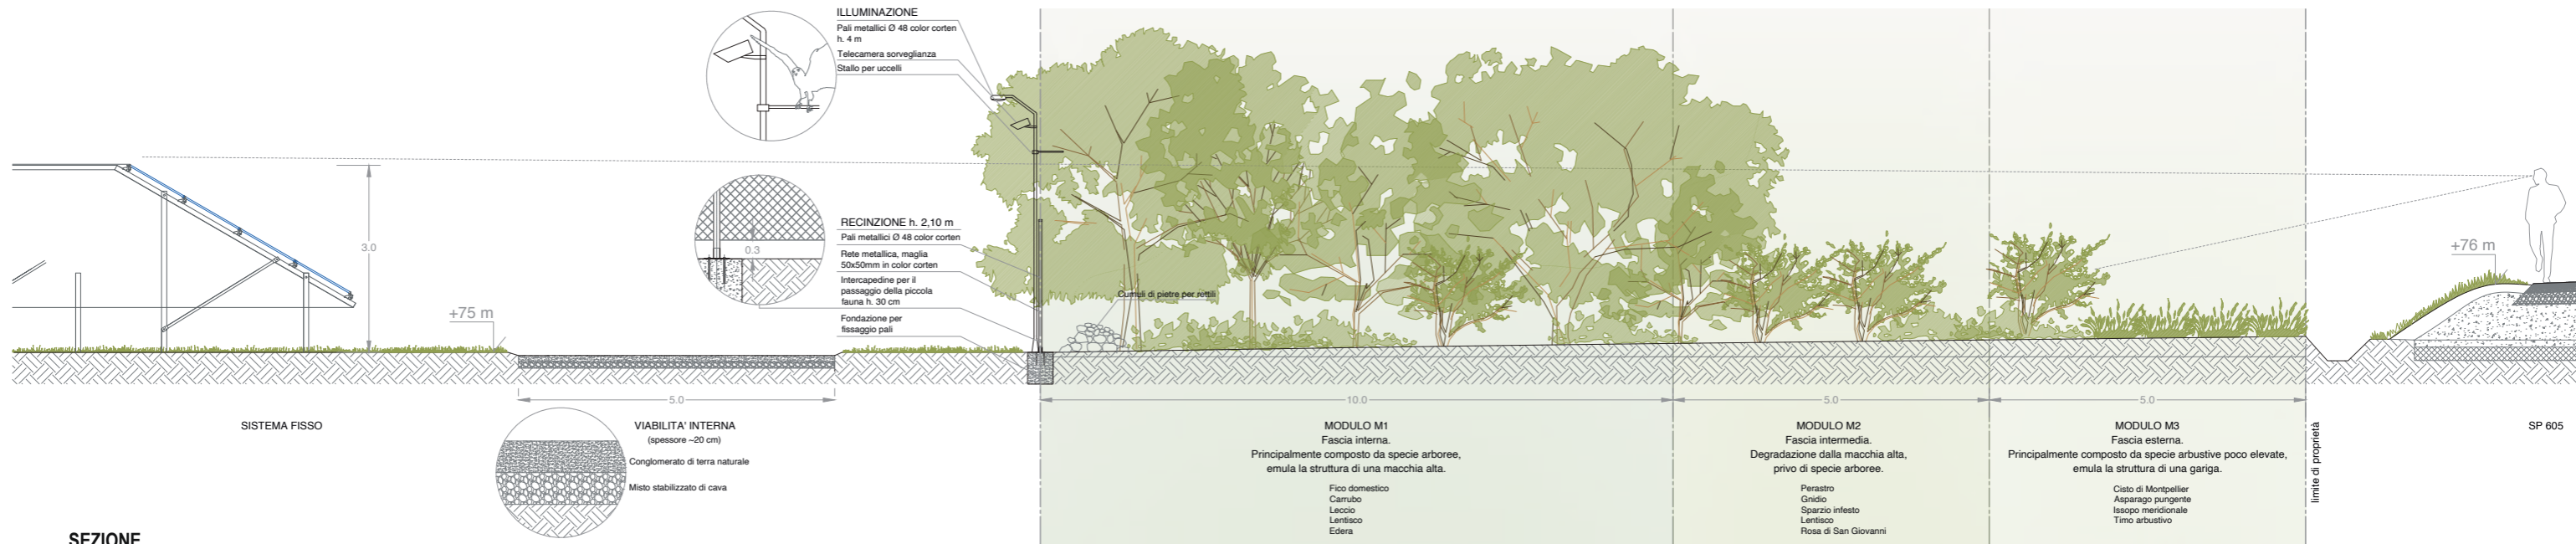 ILLUMINAZIONE
Pali metallici Ø 48 color corten
h. 4 m
Telecamera sorveglianza
Stallo per uccelli
3.0
0.3
RECINZIONE h. 2,10 m
Pali metallici Ø 48 color corten
Rete metallica, maglia
50x50mm in color corten
Intercapedine per il
passaggio della piccola
fauna h. 30 cm
Fondazione per
fissaggio pali
Cumuli di pietre per rettili
+75 m
+76 m
5.0
10.0
5.0
5.0
SISTEMA FISSO
VIABILITA' INTERNA
(spessore ~20 cm)
Conglomerato di terra naturale
Misto stabilizzato di cava
MODULO M1
Fascia interna.
Principalmente composto da specie arboree,
emula la struttura di una macchia alta.
Fico domestico
Carrubo
Leccio
Lentisco
Edera
MODULO M2
Fascia intermedia.
Degradazione dalla macchia alta,
privo di specie arboree.
Perastro
Gnidio
Sparzio infesto
Lentisco
Rosa di San Giovanni
MODULO M3
Fascia esterna.
Principalmente composto da specie arbustive poco elevate,
emula la struttura di una gariga.
Cisto di Montpellier
Asparago pungente
Issopo meridionale
Timo arbustivo
limite di proprietà
SP 605
SEZIONE